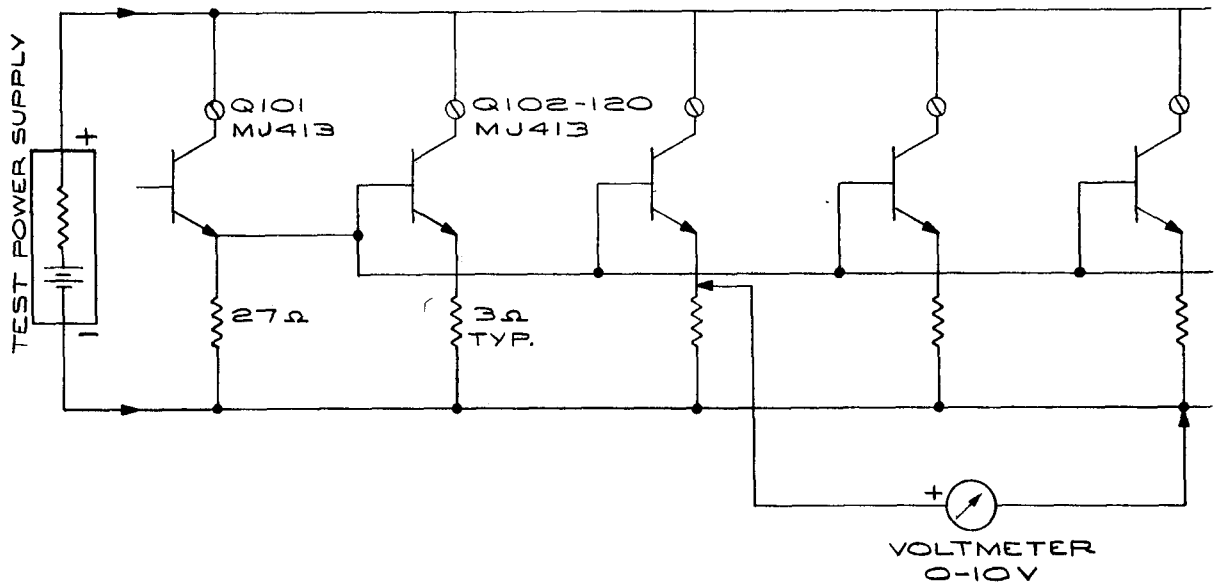 TEST POWER SUPPLY
+
−
Q101
MJ413
Q102-120
MJ413
27Ω
3Ω
TYP.
+
VOLTMETER
0-10V